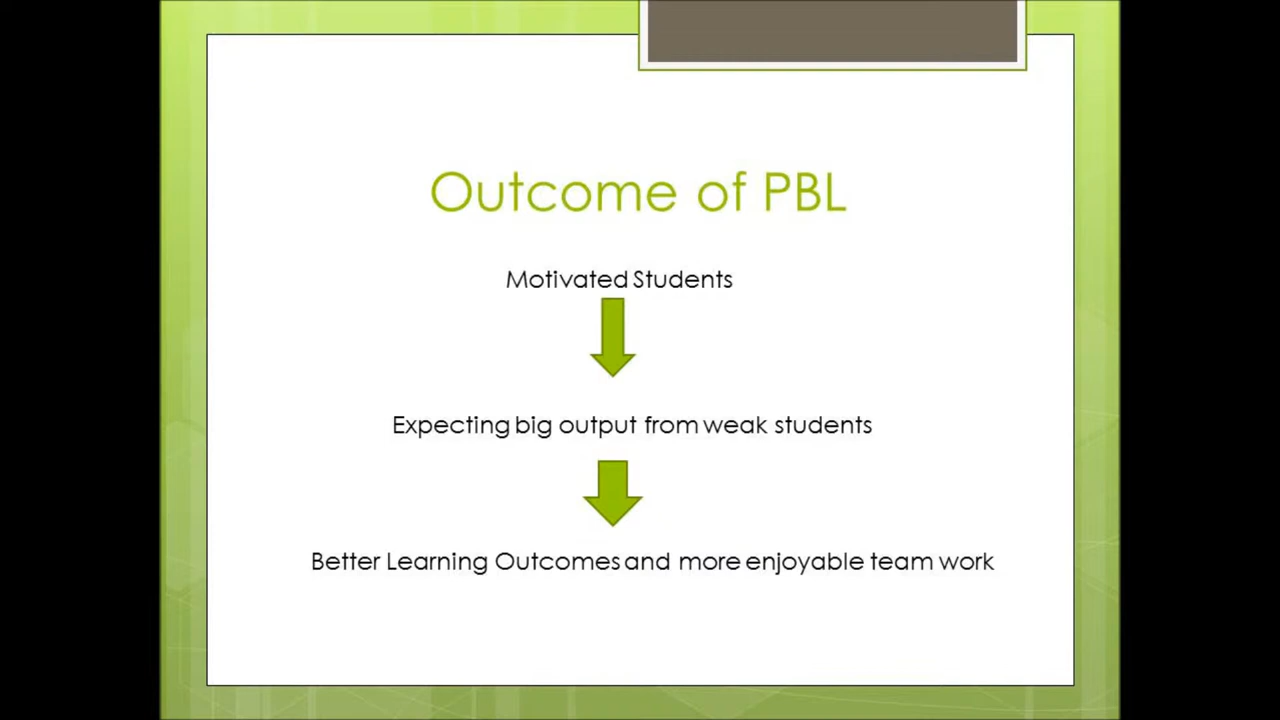 Outcome of PBL
Motivated Students
Expecting big output from weak students
Better Learning Outcomes and more enjoyable team work